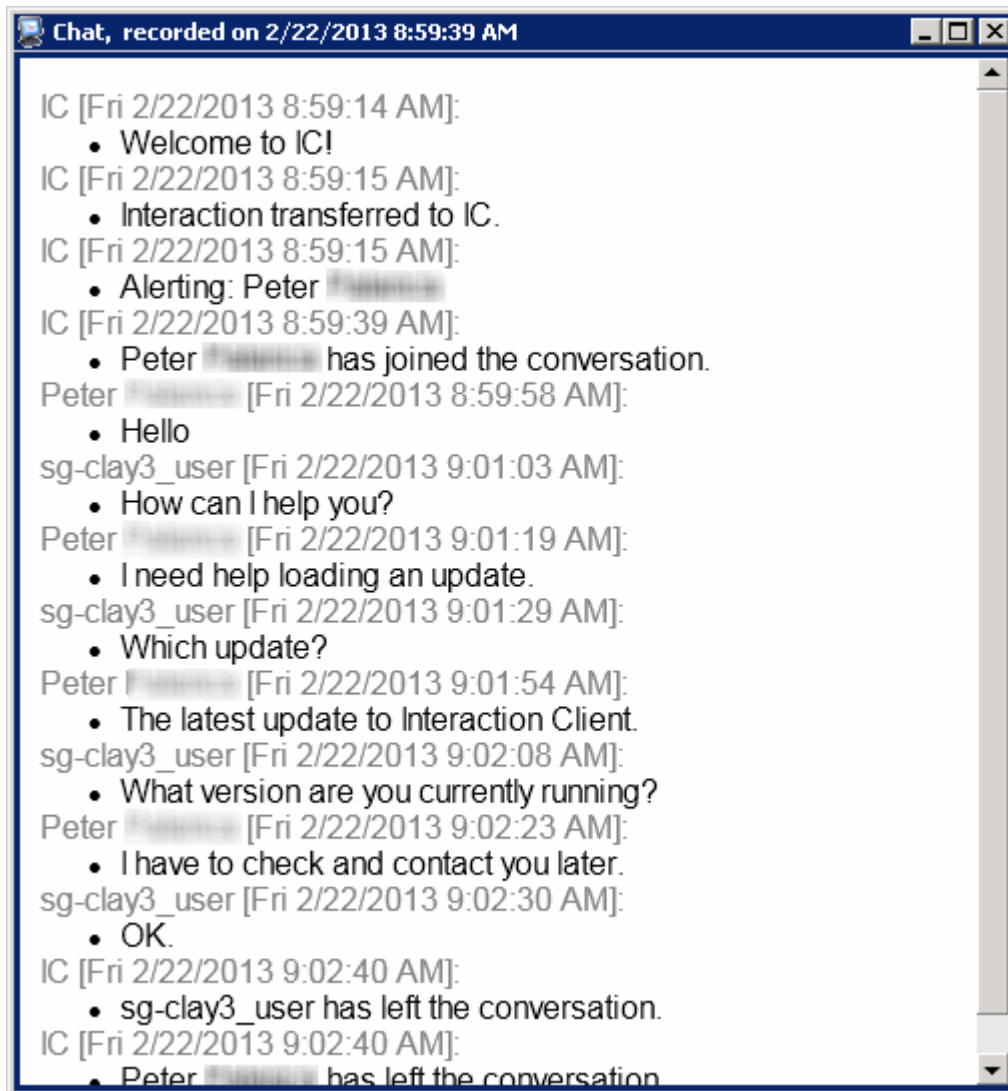 Chat, recorded on 2/22/2013 8:59:39 AM
IC [Fri 2/22/2013 8:59:14 AM]:
• Welcome to IC!
IC [Fri 2/22/2013 8:59:15 AM]:
• Interaction transferred to IC.
IC [Fri 2/22/2013 8:59:15 AM]:
• Alerting: Peter
IC [Fri 2/22/2013 8:59:39 AM]:
• Peter has joined the conversation.
Peter [Fri 2/22/2013 8:59:58 AM]:
• Hello
sg-clay3_user [Fri 2/22/2013 9:01:03 AM]:
• How can I help you?
Peter [Fri 2/22/2013 9:01:19 AM]:
• I need help loading an update.
sg-clay3_user [Fri 2/22/2013 9:01:29 AM]:
• Which update?
Peter [Fri 2/22/2013 9:01:54 AM]:
• The latest update to Interaction Client.
sg-clay3_user [Fri 2/22/2013 9:02:08 AM]:
• What version are you currently running?
Peter [Fri 2/22/2013 9:02:23 AM]:
• I have to check and contact you later.
sg-clay3_user [Fri 2/22/2013 9:02:30 AM]:
• OK.
IC [Fri 2/22/2013 9:02:40 AM]:
• sg-clay3_user has left the conversation.
IC [Fri 2/22/2013 9:02:40 AM]:
• Peter has left the conversation